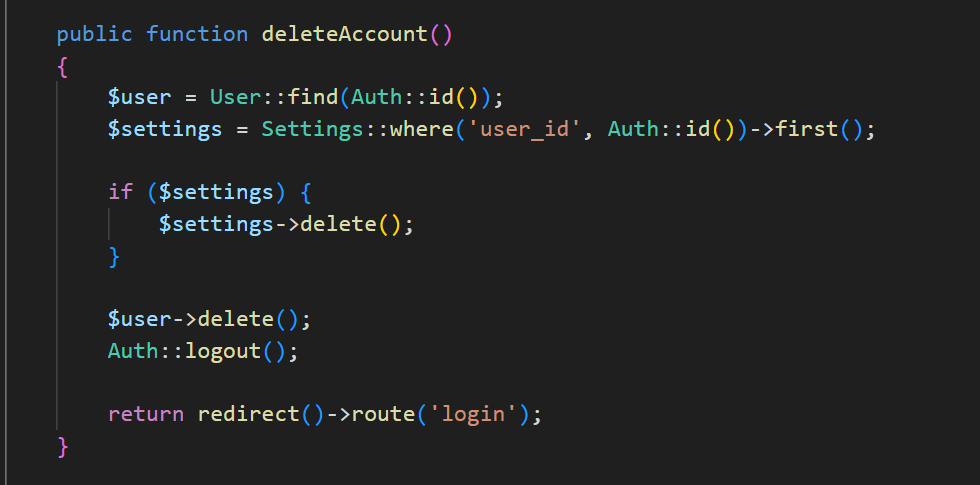 public function deleteAccount()
{
    $user = User::find(Auth::id());
    $settings = Settings::where('user_id', Auth::id())->first();

    if ($settings) {
        $settings->delete();
    }

    $user->delete();
    Auth::logout();

    return redirect()->route('login');
}